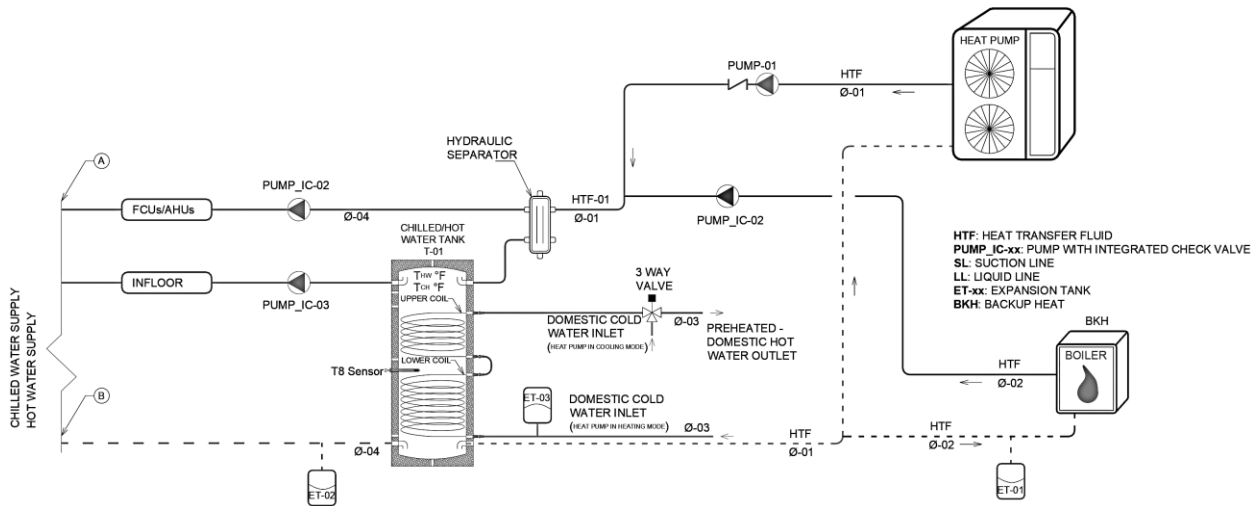 HEAT PUMP
PUMP-01
HTF
Ø-01
HYDRAULIC
SEPARATOR
A
PUMP_IC-02
HTF-01
FCUs/AHUs
Ø-04
Ø-01
PUMP_IC-02
CHILLED/HOT
WATER TANK
T-01
HTF: HEAT TRANSFER FLUID
PUMP_IC-xx: PUMP WITH INTEGRATED CHECK VALVE
SL: SUCTION LINE
LL: LIQUID LINE
ET-xx: EXPANSION TANK
BKH: BACKUP HEAT
INFLOOR
PUMP_IC-03
THW °F
TCH °F
UPPER COIL
3 WAY
VALVE
DOMESTIC COLD
WATER INLET
(HEAT PUMP IN COOLING MODE)
Ø-03
PREHEATED -
DOMESTIC HOT
WATER OUTLET
CHILLED WATER SUPPLY
HOT WATER SUPPLY
LOWER COIL
T8 Sensor
BKH
BOILER
HTF
Ø-02
B
ET-03
DOMESTIC COLD
WATER INLET
(HEAT PUMP IN HEATING MODE)
Ø-03
Ø-04
HTF
Ø-01
HTF
Ø-02
ET-02
ET-01